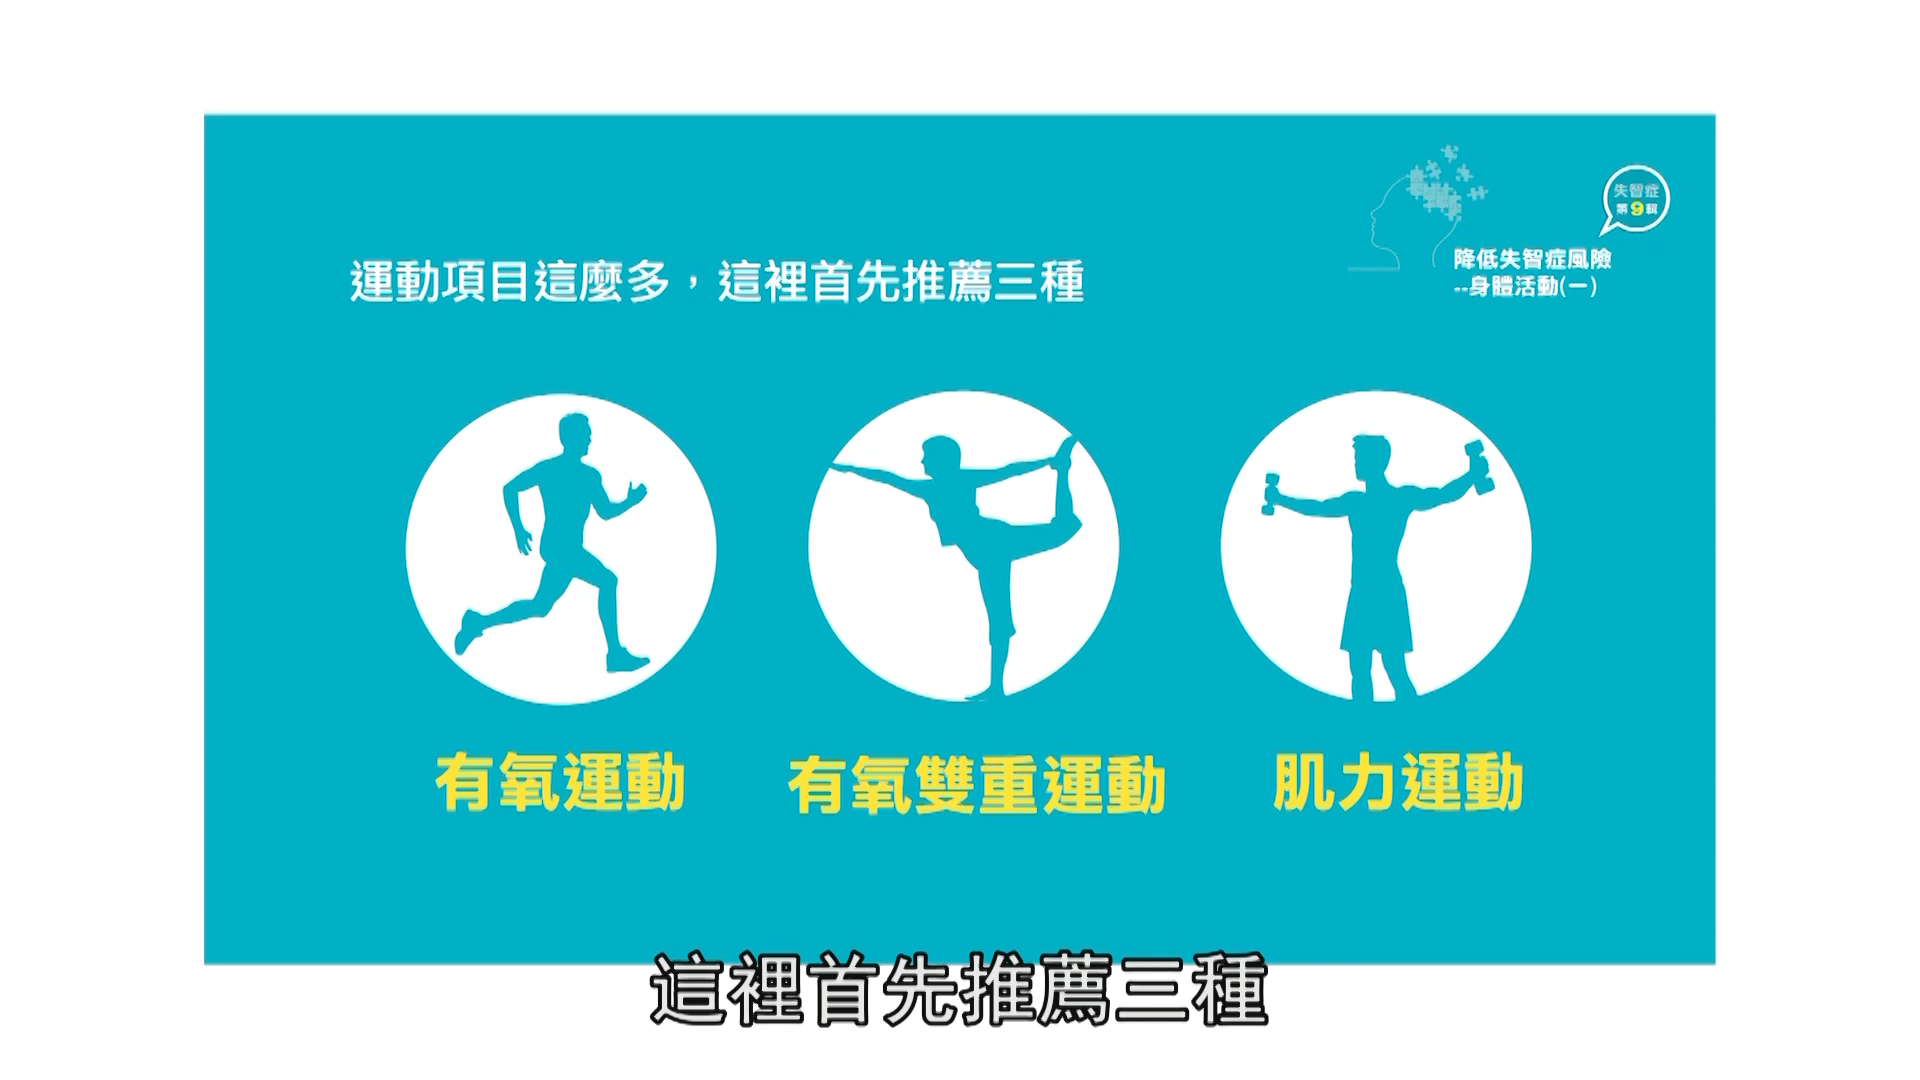 失智症
第9輯
降低失智症風險
--身體活動(一)
運動項目這麼多，這裡首先推薦三種
有氧運動
有氧雙重運動
肌力運動
這裡首先推薦三種